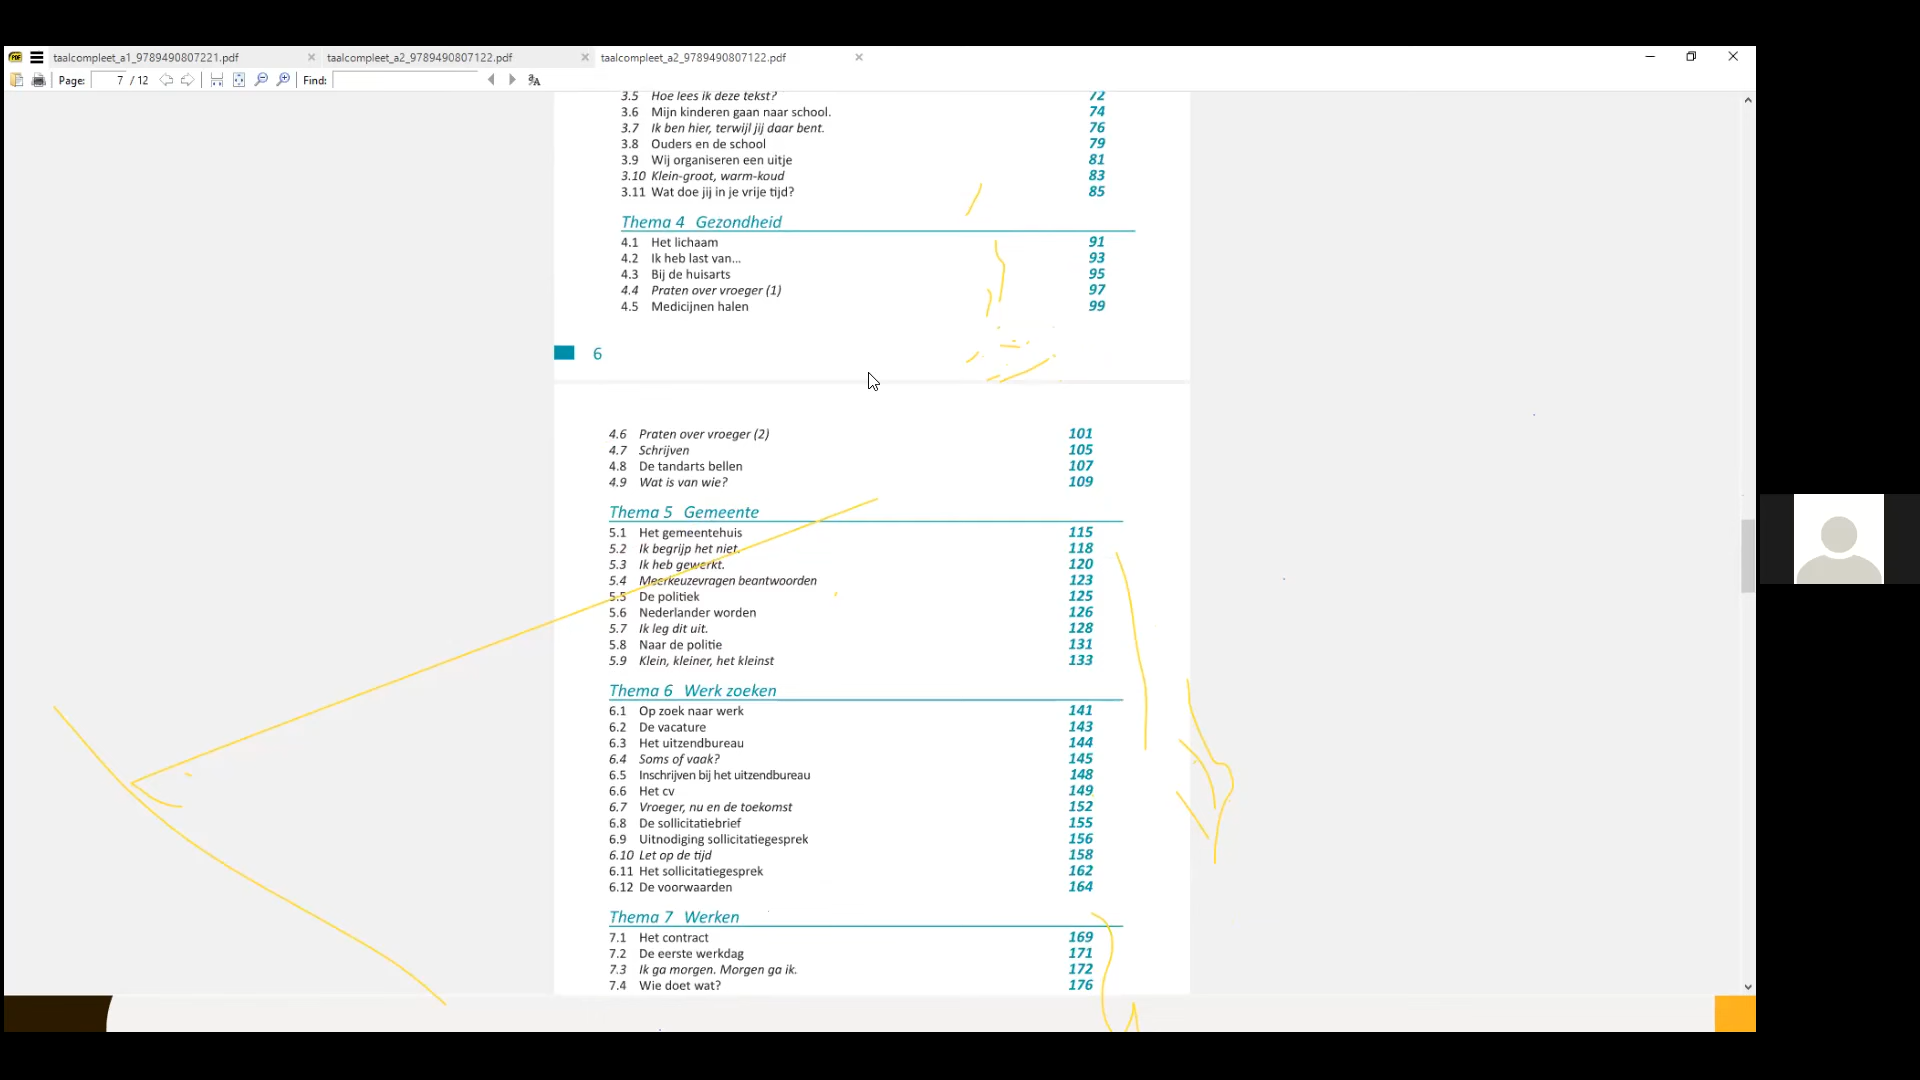 taalcompleet_a1_9789490807221.pdf taalcompleet_a2_9789490807122.pdf taalcompleet_a2_9789490807122.pdf
Page: 7 / 12 Find:
3.5 Hoe lees ik deze tekst? 72
3.6 Mijn kinderen gaan naar school. 74
3.7 Ik ben hier, terwijl jij daar bent. 76
3.8 Ouders en de school 79
3.9 Wij organiseren een uitje 81
3.10 Klein-groot, warm-koud 83
3.11 Wat doe jij in je vrije tijd? 85
Thema 4 Gezondheid
4.1 Het lichaam 91
4.2 Ik heb last van... 93
4.3 Bij de huisarts 95
4.4 Praten over vroeger (1) 97
4.5 Medicijnen halen 99
6
4.6 Praten over vroeger (2) 101
4.7 Schrijven 105
4.8 De tandarts bellen 107
4.9 Wat is van wie? 109
Thema 5 Gemeente
5.1 Het gemeentehuis 115
5.2 Ik begrijp het niet. 118
5.3 Ik heb gewerkt. 120
5.4 Meerkeuzevragen beantwoorden 123
5.5 De politiek 125
5.6 Nederlander worden 126
5.7 Ik leg dit uit. 128
5.8 Naar de politie 131
5.9 Klein, kleiner, het kleinst 133
Thema 6 Werk zoeken
6.1 Op zoek naar werk 141
6.2 De vacature 143
6.3 Het uitzendbureau 144
6.4 Soms of vaak? 145
6.5 Inschrijven bij het uitzendbureau 148
6.6 Het cv 149
6.7 Vroeger, nu en de toekomst 152
6.8 De sollicitatiebrief 155
6.9 Uitnodiging sollicitatiegesprek 156
6.10 Let op de tijd 158
6.11 Het sollicitatiegesprek 162
6.12 De voorwaarden 164
Thema 7 Werken
7.1 Het contract 169
7.2 De eerste werkdag 171
7.3 Ik ga morgen. Morgen ga ik. 172
7.4 Wie doet wat? 176